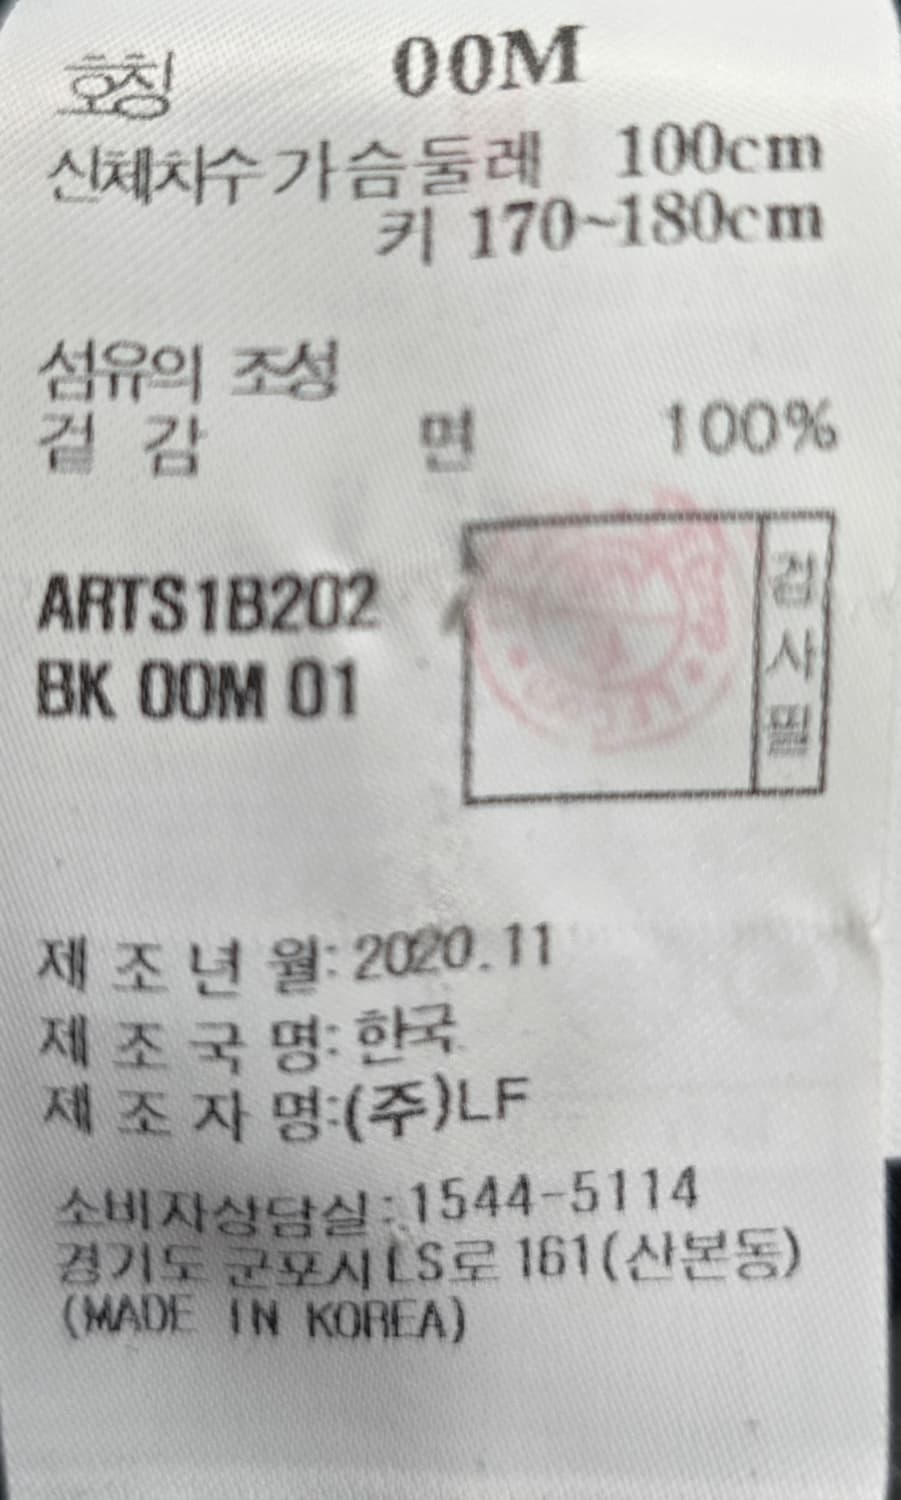 호칭 00M
신체치수 가슴둘레 100cm
키 170~180cm
섬유의 조성
겉 감 면 100%
ARTS1B202
BK 00M 01
검사필
제 조 년 월: 2020.11
제 조 국 명: 한국
제 조 자 명:(주)LF
소비자상담실:1544-5114
경기도 군포시 LS로 161(산본동)
(MADE IN KOREA)